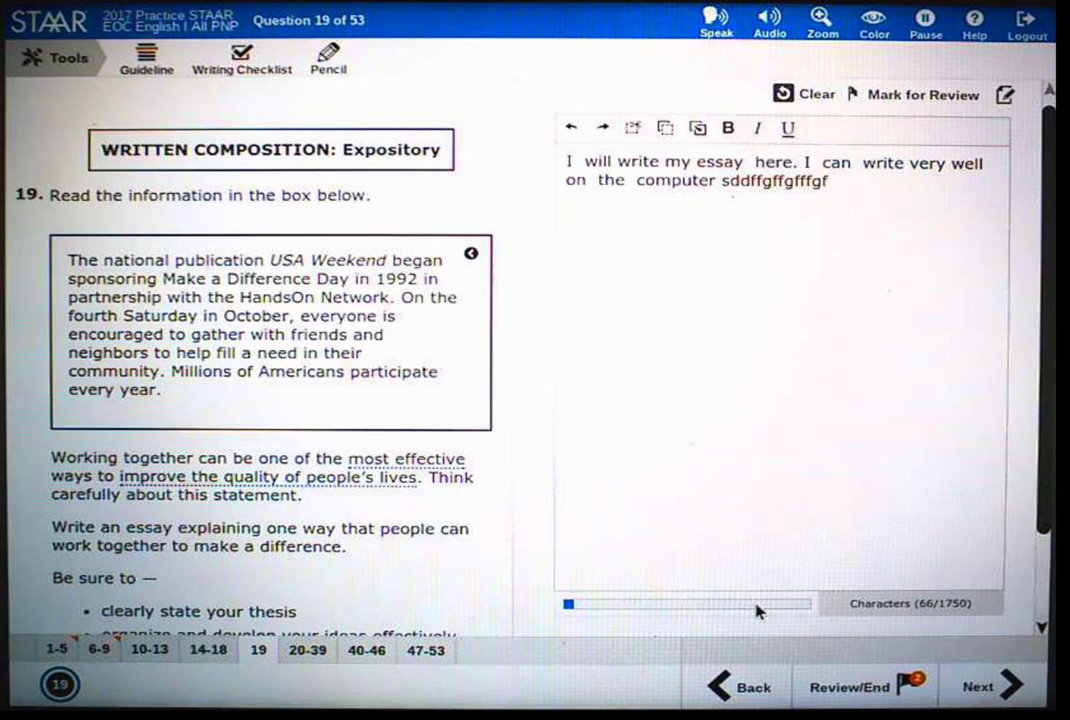 STAAR 2017 Practice STAAR
EOC English I All PNP
Question 19 of 53
Speak Audio Zoom Color Pause Help Logout
Tools
Guideline Writing Checklist Pencil
Clear Mark for Review
B I U
WRITTEN COMPOSITION: Expository
19. Read the information in the box below.
The national publication USA Weekend began
sponsoring Make a Difference Day in 1992 in
partnership with the HandsOn Network. On the
fourth Saturday in October, everyone is
encouraged to gather with friends and
neighbors to help fill a need in their
community. Millions of Americans participate
every year.
Working together can be one of the most effective
ways to improve the quality of people's lives. Think
carefully about this statement.
Write an essay explaining one way that people can
work together to make a difference.
Be sure to —
• clearly state your thesis
• organize and develop your ideas effectively
I will write my essay here. I can write very well
on the computer sddffgffgfffgf
Characters (66/1750)
1-5 6-9 10-13 14-18 19 20-39 40-46 47-53
19
Back Review/End 2 Next